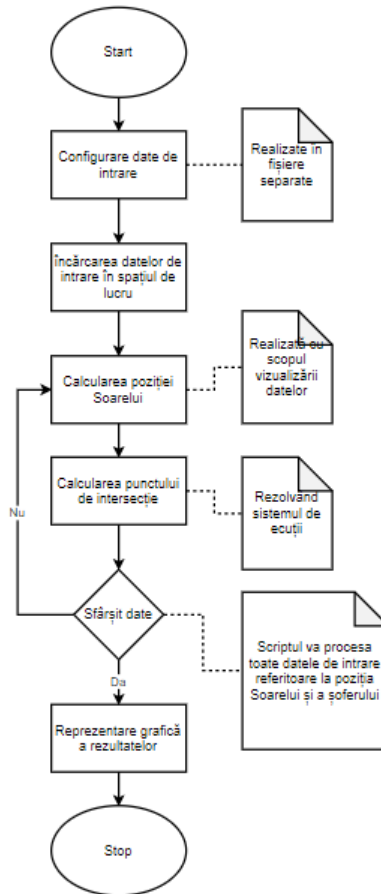 Start
Configurare date de
intrare
Realizate în
fișiere
separate
Încărcarea datelor de
intrare în spațiul de
lucru
Calcularea poziției
Soarelui
Realizată cu
scopul
vizualizării
datelor
Calcularea punctului
de intersecție
Rezolvând
sistemul de
ecuții
Nu
Sfârșit date
Scriptul va procesa
toate datele de intrare
referitoare la poziția
Soarelui și a șoferului
Da
Reprezentare grafică
a rezultatelor
Stop